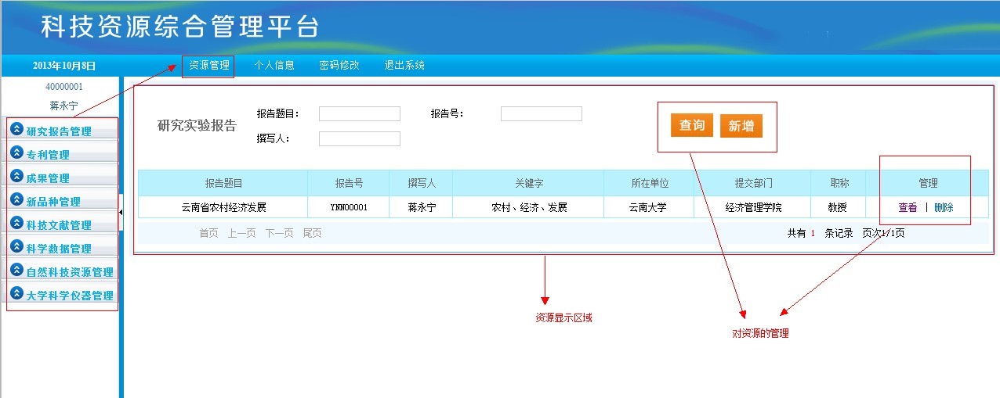 科技资源综合管理平台
2013年10月8日 资源管理 个人信息 密码修改 退出系统
40000001
蒋永宁
研究报告管理
专利管理
成果管理
新品种管理
科技文献管理
科学数据管理
自然科技资源管理
大学科学仪器管理
研究实验报告
报告题目： 报告号：
撰写人：
查询 新增
报告题目 报告号 撰写人 关键字 所在单位 提交部门 职称 管理
云南省农村经济发展 YNN00001 蒋永宁 农村、经济、发展 云南大学 经济管理学院 教授 查看 | 删除
首页 上一页 下一页 尾页 共有 1 条记录 页次1/1页
资源显示区域
对资源的管理